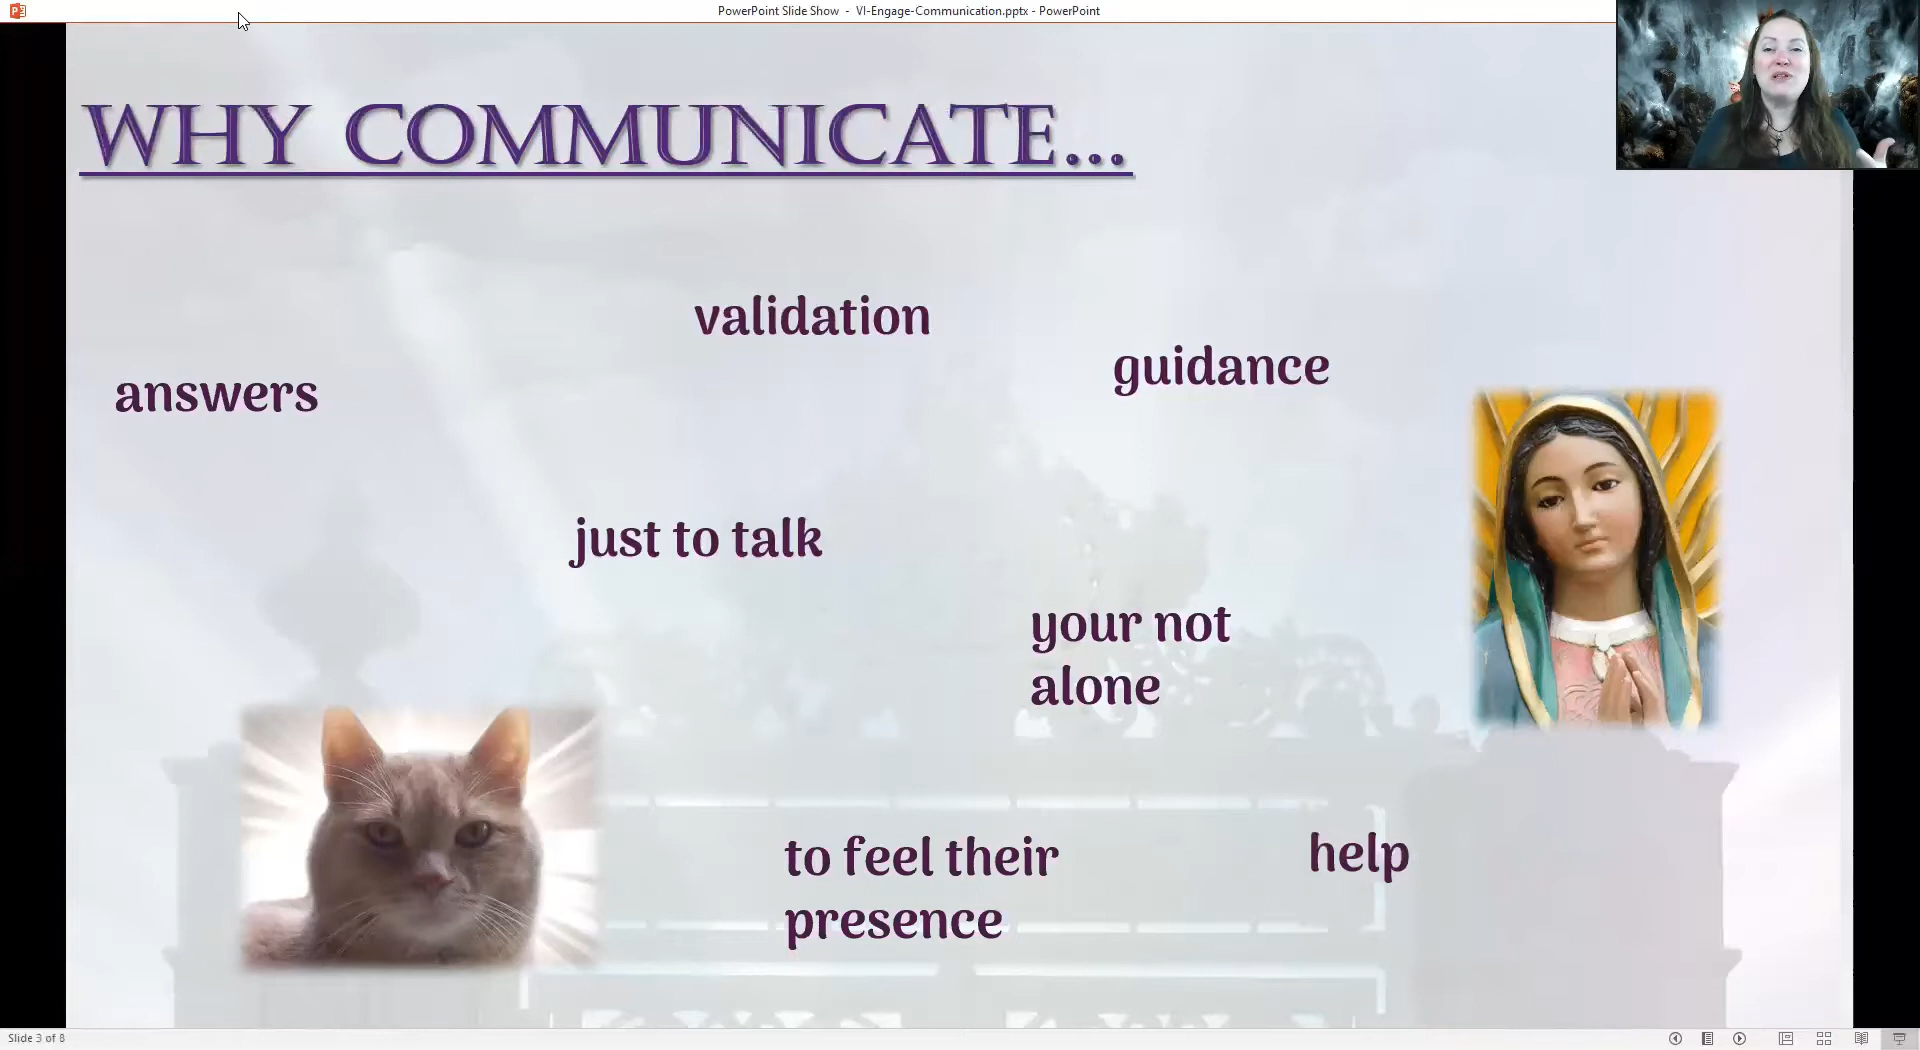 PowerPoint Slide Show - VI-Engage-Communication.pptx - PowerPoint
WHY COMMUNICATE...
validation
guidance
answers
just to talk
your not
alone
to feel their
presence
help
Slide 3 of 8